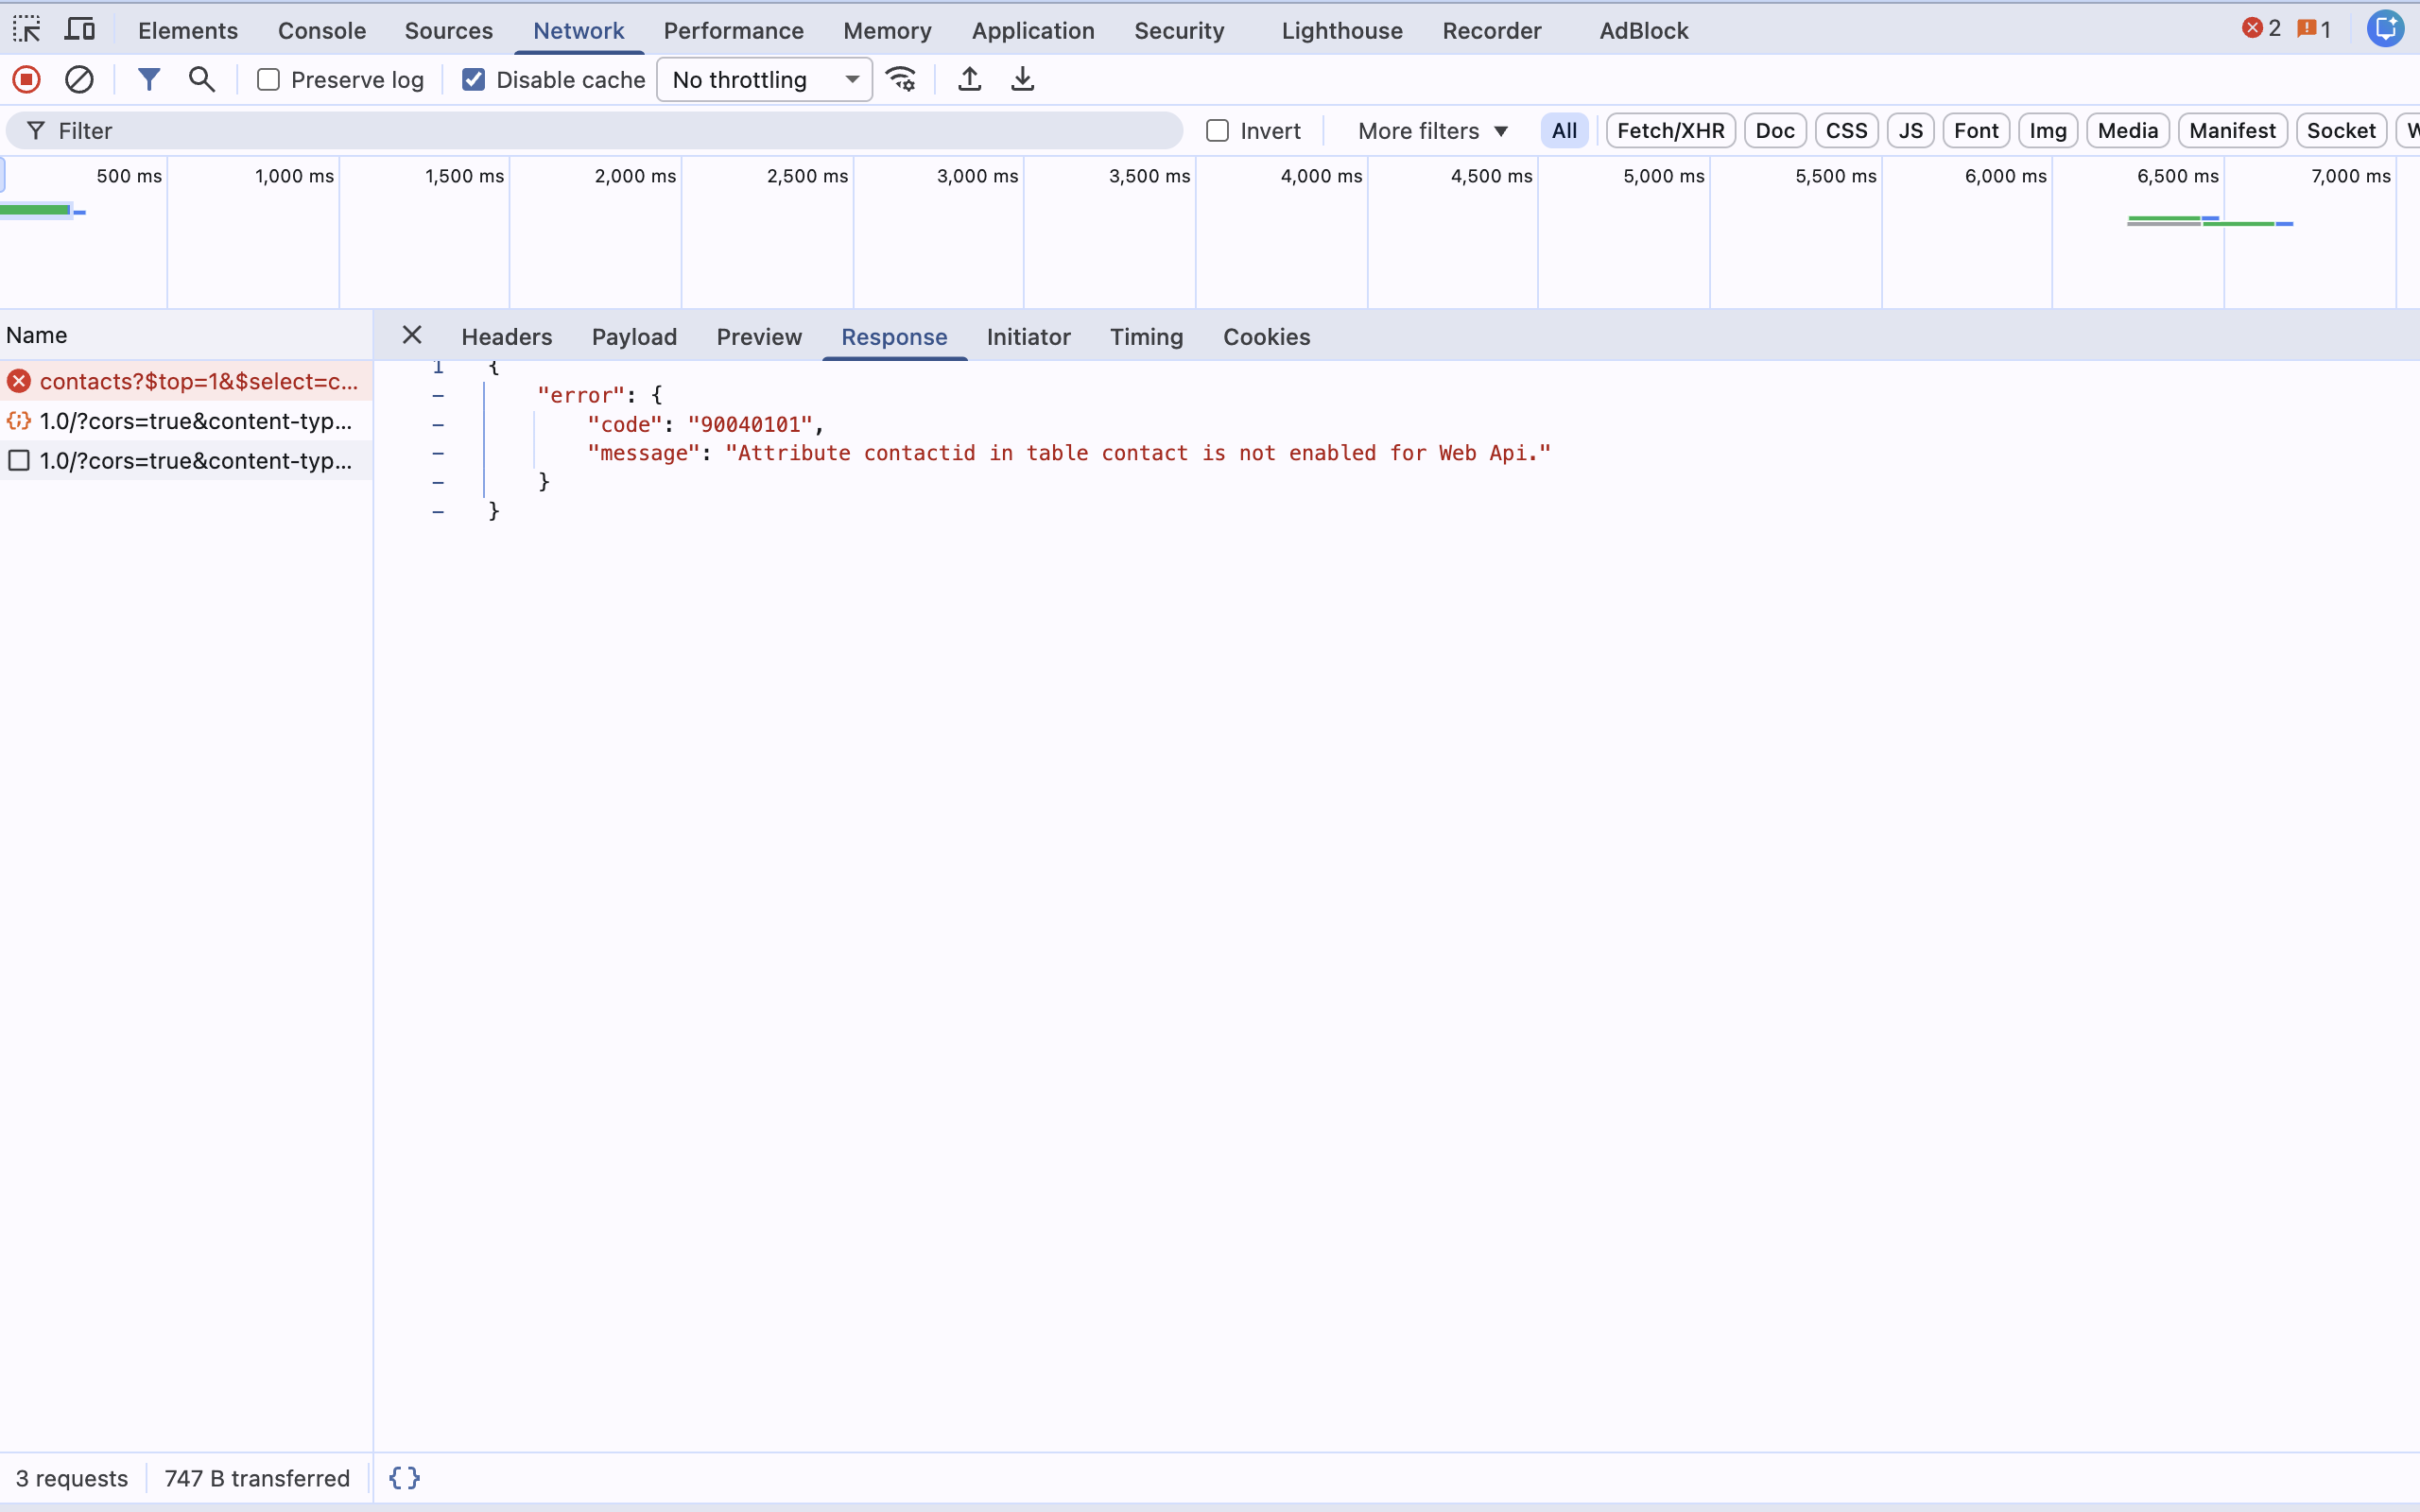 Elements Console Sources Network Performance Memory Application Security Lighthouse Recorder AdBlock 2 1
Preserve log Disable cache No throttling
Filter Invert More filters All Fetch/XHR Doc CSS JS Font Img Media Manifest Socket
500 ms 1,000 ms 1,500 ms 2,000 ms 2,500 ms 3,000 ms 3,500 ms 4,000 ms 4,500 ms 5,000 ms 5,500 ms 6,000 ms 6,500 ms 7,000 ms
Name
Headers Payload Preview Response Initiator Timing Cookies
contacts?$top=1&$select=c...
1.0/?cors=true&content-typ...
1.0/?cors=true&content-typ...
1 {
- "error": {
- "code": "90040101",
- "message": "Attribute contactid in table contact is not enabled for Web Api."
- }
- }
3 requests 747 B transferred { }